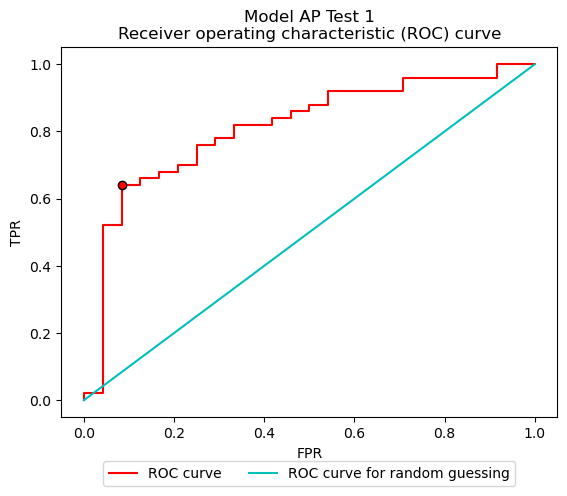 Model AP Test 1
Receiver operating characteristic (ROC) curve
1.0
0.8
0.6
0.4
0.2
0.0
TPR
0.0 0.2 0.4 0.6 0.8 1.0
FPR
ROC curve ROC curve for random guessing